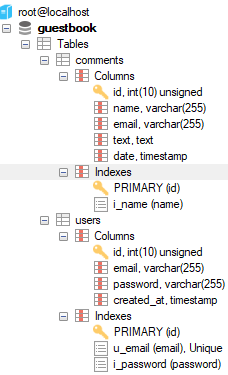 root@localhost
guestbook
Tables
comments
Columns
id, int(10) unsigned
name, varchar(255)
email, varchar(255)
text, text
date, timestamp
Indexes
PRIMARY (id)
i_name (name)
users
Columns
id, int(10) unsigned
email, varchar(255)
password, varchar(255)
created_at, timestamp
Indexes
PRIMARY (id)
u_email (email), Unique
i_password (password)